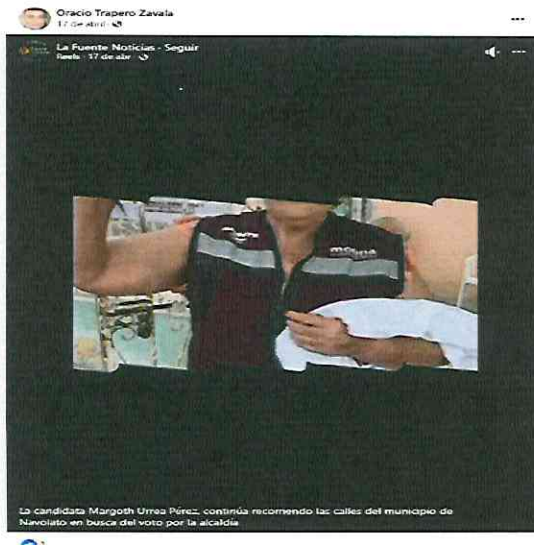 Oracio Trapero Zavala
17 de abril
La Fuente Noticias - Seguir
Reels - 17 de abr
morena
La candidata Margoth Urrea Pérez, continúa recorriendo las calles del municipio de
Navolato en busca del voto por la alcaldía